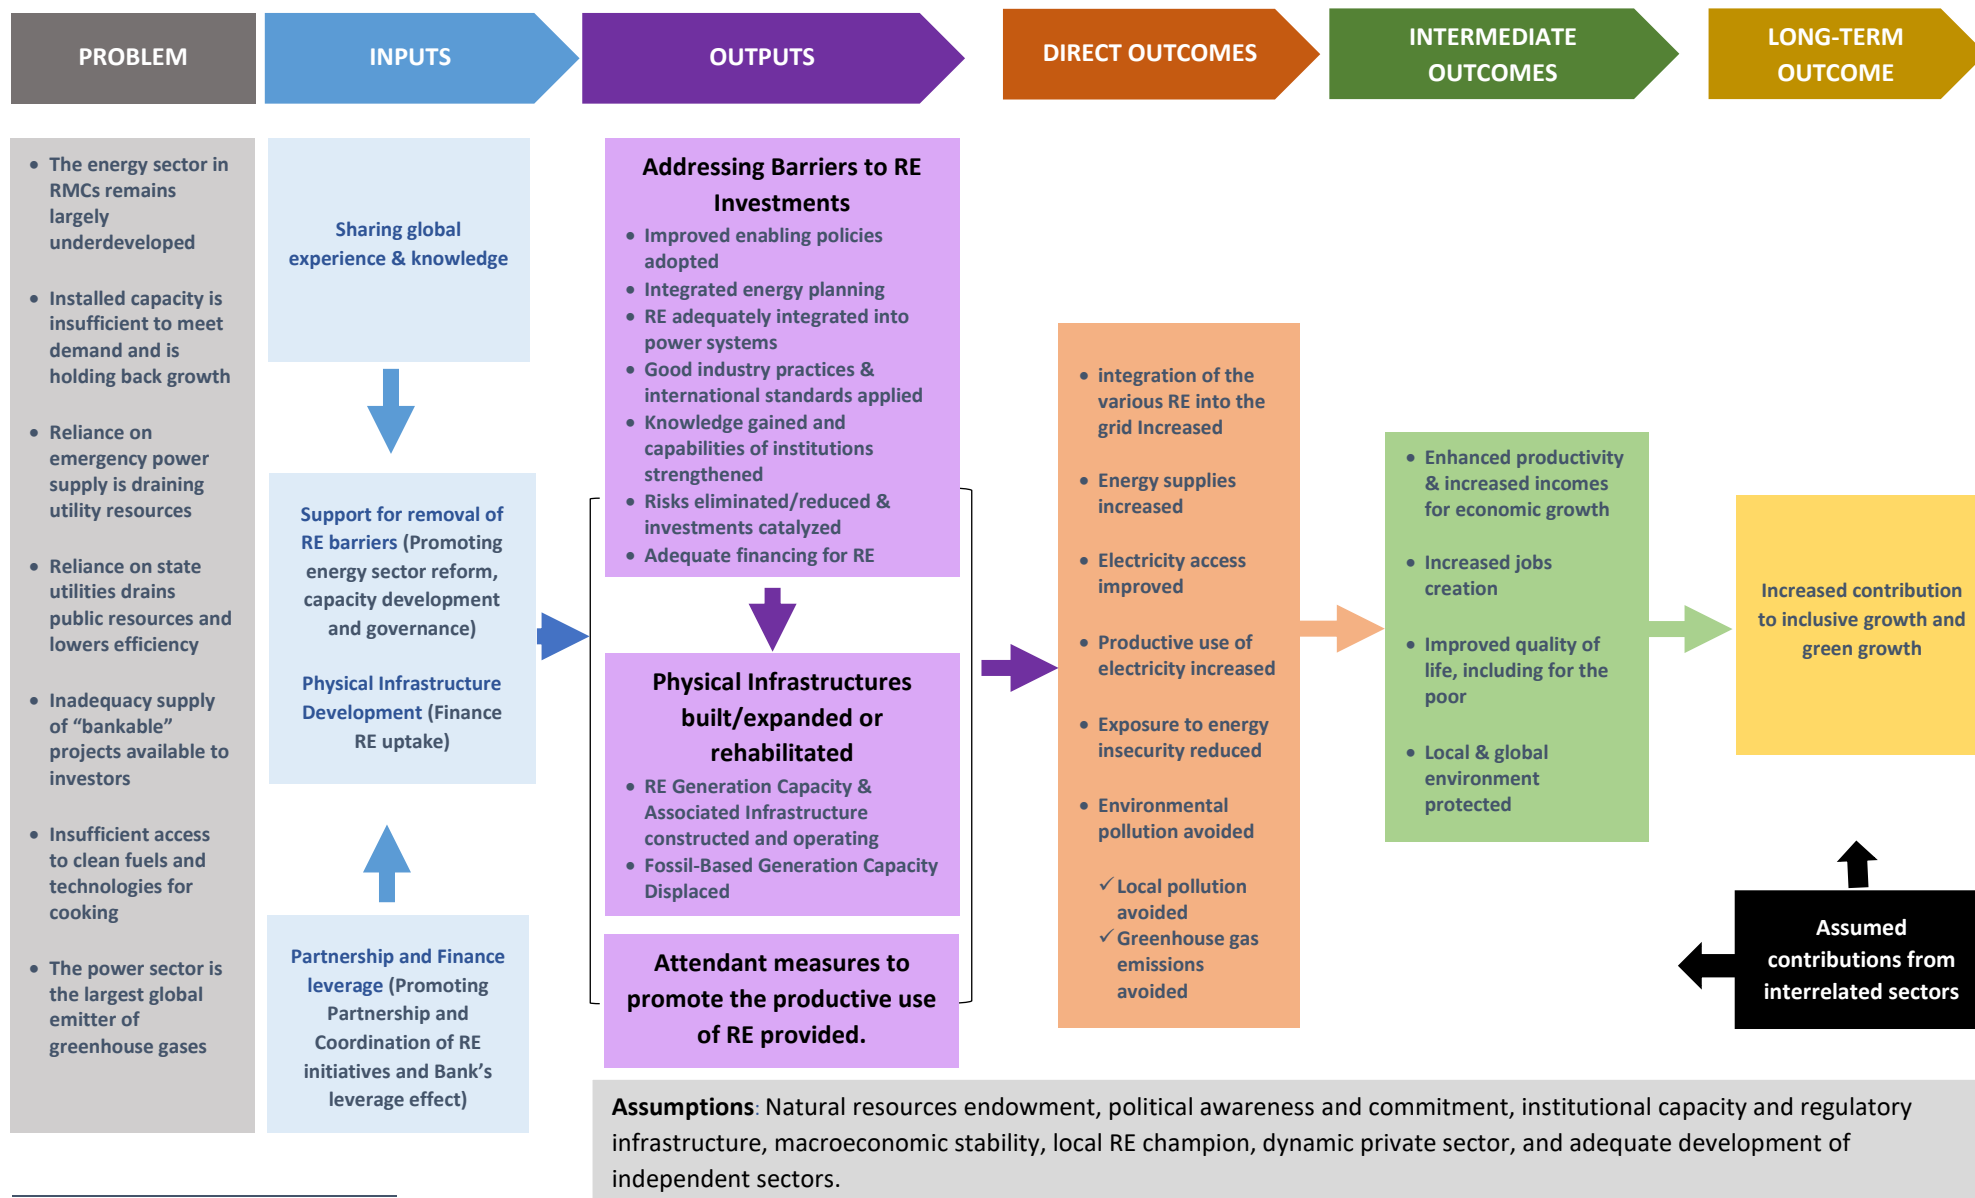 PROBLEM
INPUTS
OUTPUTS
DIRECT OUTCOMES
INTERMEDIATE
OUTCOMES
LONG-TERM
OUTCOME
• The energy sector in
RMCs remains
largely
underdeveloped
• Installed capacity is
insufficient to meet
demand and is
holding back growth
• Reliance on
emergency power
supply is draining
utility resources
• Reliance on state
utilities drains
public resources and
lowers efficiency
• Inadequacy supply
of “bankable”
projects available to
investors
• Insufficient access
to clean fuels and
technologies for
cooking
• The power sector is
the largest global
emitter of
greenhouse gases
Sharing global
experience & knowledge
Support for removal of
RE barriers (Promoting
energy sector reform,
capacity development
and governance)
Physical Infrastructure
Development (Finance
RE uptake)
Partnership and Finance
leverage (Promoting
Partnership and
Coordination of RE
initiatives and Bank’s
leverage effect)
Addressing Barriers to RE
Investments
• Improved enabling policies
adopted
• Integrated energy planning
• RE adequately integrated into
power systems
• Good industry practices &
international standards applied
• Knowledge gained and
capabilities of institutions
strengthened
• Risks eliminated/reduced &
investments catalyzed
• Adequate financing for RE
Physical Infrastructures
built/expanded or
rehabilitated
• RE Generation Capacity &
Associated Infrastructure
constructed and operating
• Fossil-Based Generation Capacity
Displaced
Attendant measures to
promote the productive use
of RE provided.
• integration of the
various RE into the
grid Increased
• Energy supplies
increased
• Electricity access
improved
• Productive use of
electricity increased
• Exposure to energy
insecurity reduced
• Environmental
pollution avoided
✓ Local pollution
avoided
✓ Greenhouse gas
emissions
avoided
• Enhanced productivity
& increased incomes
for economic growth
• Increased jobs
creation
• Improved quality of
life, including for the
poor
• Local & global
environment
protected
Increased contribution
to inclusive growth and
green growth
Assumed
contributions from
interrelated sectors
Assumptions: Natural resources endowment, political awareness and commitment, institutional capacity and regulatory
infrastructure, macroeconomic stability, local RE champion, dynamic private sector, and adequate development of
independent sectors.